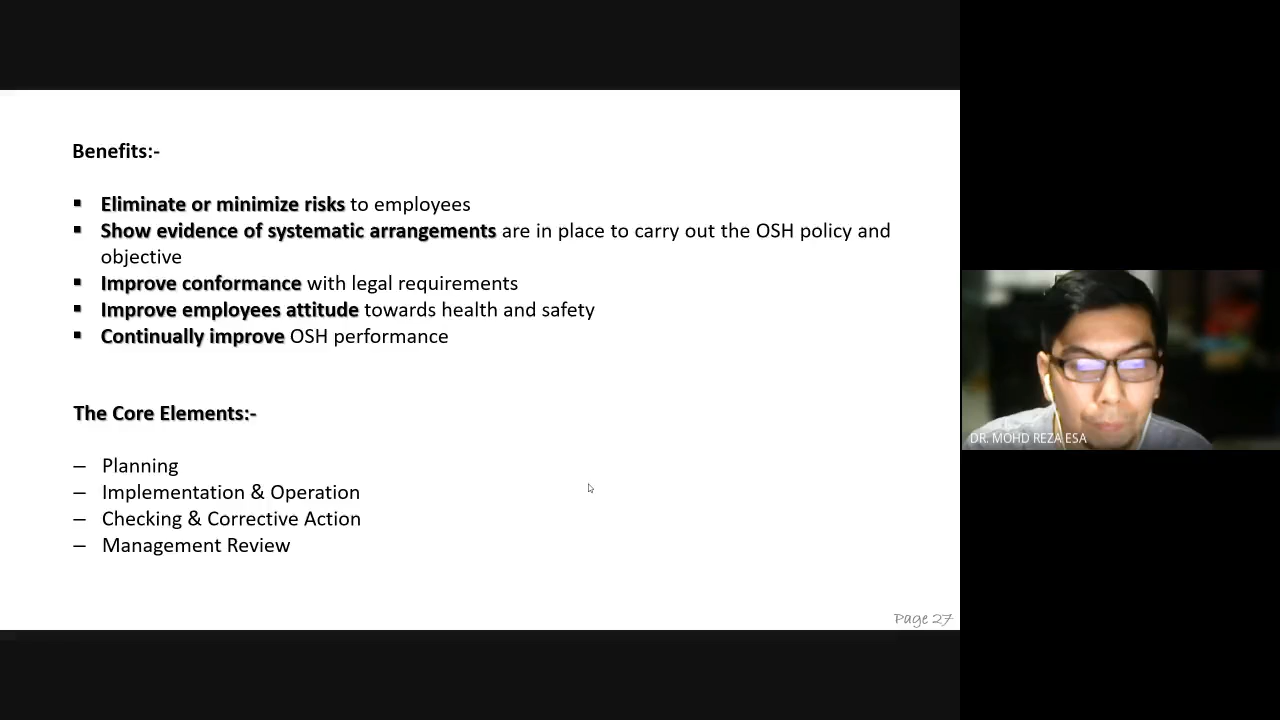 Benefits:-
▪ Eliminate or minimize risks to employees
▪ Show evidence of systematic arrangements are in place to carry out the OSH policy and
objective
▪ Improve conformance with legal requirements
▪ Improve employees attitude towards health and safety
▪ Continually improve OSH performance
The Core Elements:-
– Planning
– Implementation & Operation
– Checking & Corrective Action
– Management Review
Page 27
DR. MOHD REZA ESA